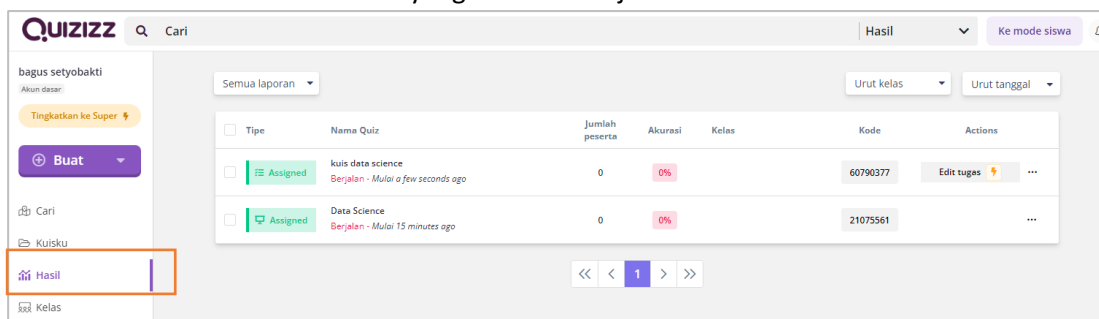 QUIZIZZ
Cari
Hasil
Ke mode siswa
bagus setyobakti
Akun dasar
Tingkatkan ke Super
Buat
Cari
Kuisku
Hasil
Kelas
Semua laporan
Urut kelas
Urut tanggal
Tipe Nama Quiz Jumlah peserta Akurasi Kelas Kode Actions
Assigned kuis data science 0 0% 60790377 Edit tugas ...
Berjalan - Mulai a few seconds ago
Assigned Data Science 0 0% 21075561 ...
Berjalan - Mulai 15 minutes ago
<< < 1 > >>